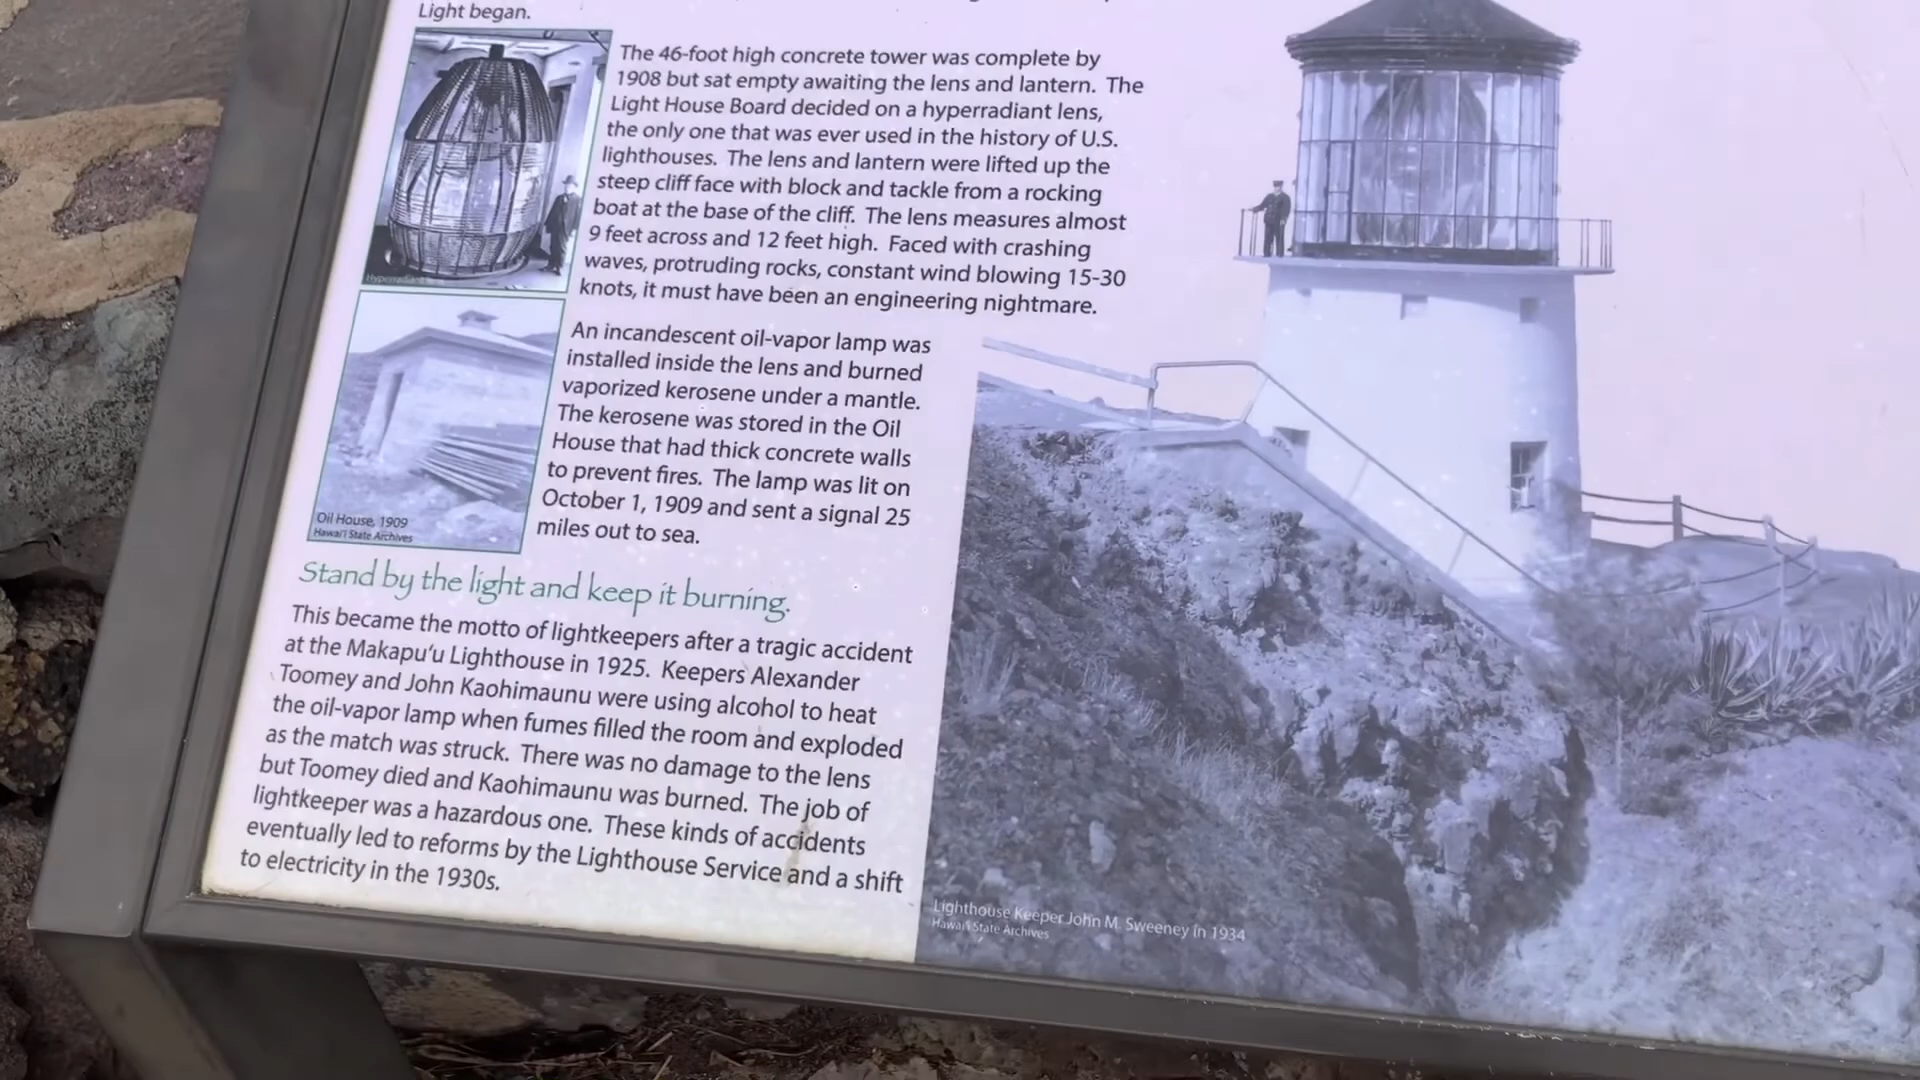 Light began.
The 46-foot high concrete tower was complete by
1908 but sat empty awaiting the lens and lantern. The
Light House Board decided on a hyperradiant lens,
the only one that was ever used in the history of U.S.
lighthouses. The lens and lantern were lifted up the
steep cliff face with block and tackle from a rocking
boat at the base of the cliff. The lens measures almost
9 feet across and 12 feet high. Faced with crashing
waves, protruding rocks, constant wind blowing 15-30
knots, it must have been an engineering nightmare.
An incandescent oil-vapor lamp was
installed inside the lens and burned
vaporized kerosene under a mantle.
The kerosene was stored in the Oil
House that had thick concrete walls
to prevent fires. The lamp was lit on
October 1, 1909 and sent a signal 25
miles out to sea.
Oil House, 1909
Hawai'i State Archives
Stand by the light and keep it burning.
This became the motto of lightkeepers after a tragic accident
at the Makapu'u Lighthouse in 1925. Keepers Alexander
Toomey and John Kaohimaunu were using alcohol to heat
the oil-vapor lamp when fumes filled the room and exploded
as the match was struck. There was no damage to the lens
but Toomey died and Kaohimaunu was burned. The job of
lightkeeper was a hazardous one. These kinds of accidents
eventually led to reforms by the Lighthouse Service and a shift
to electricity in the 1930s.
Lighthouse Keeper John M. Sweeney in 1934
Hawai'i State Archives